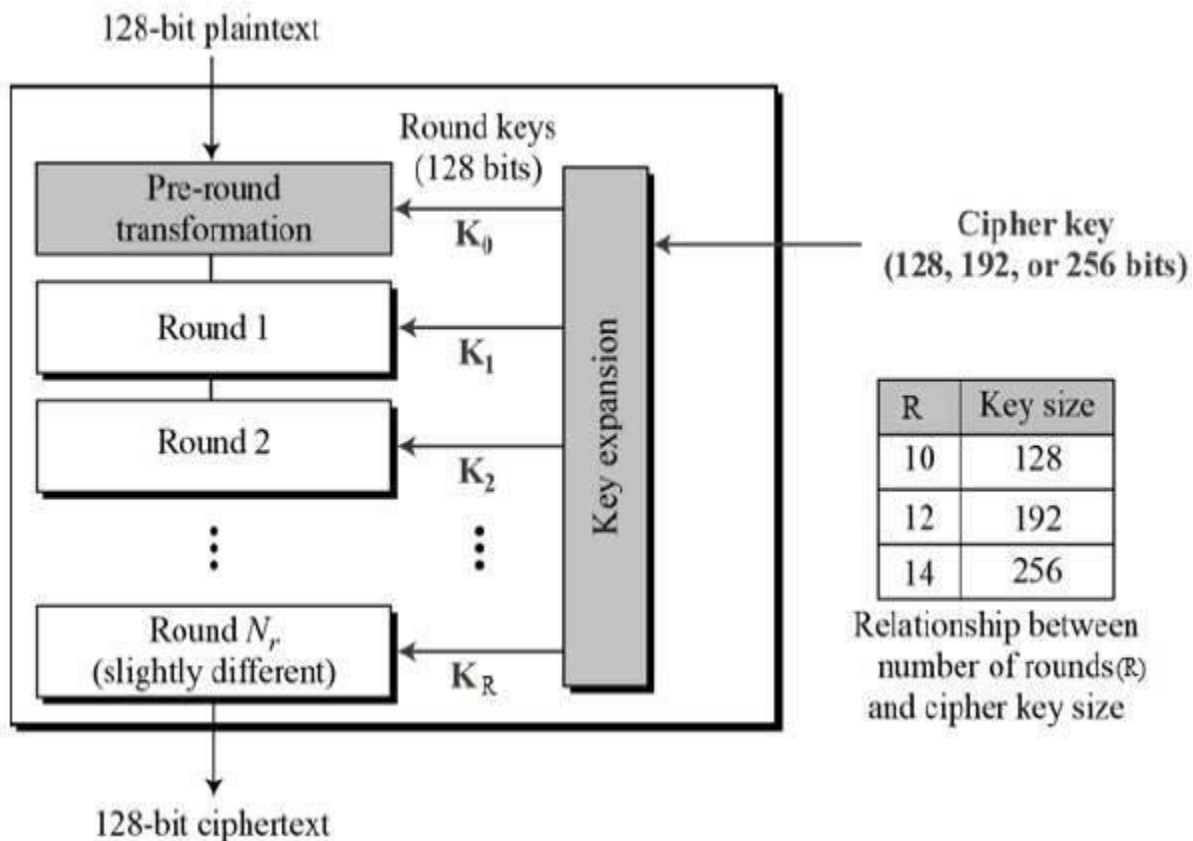 128-bit plaintext
Round keys
(128 bits)
Pre-round
transformation
K₀
Cipher key
(128, 192, or 256 bits)
Round 1
K₁
Key expansion
Round 2
K₂
R Key size
10 128
12 192
14 256
Relationship between
number of rounds(R)
and cipher key size
Round Nᵣ
(slightly different)
K_R
128-bit ciphertext